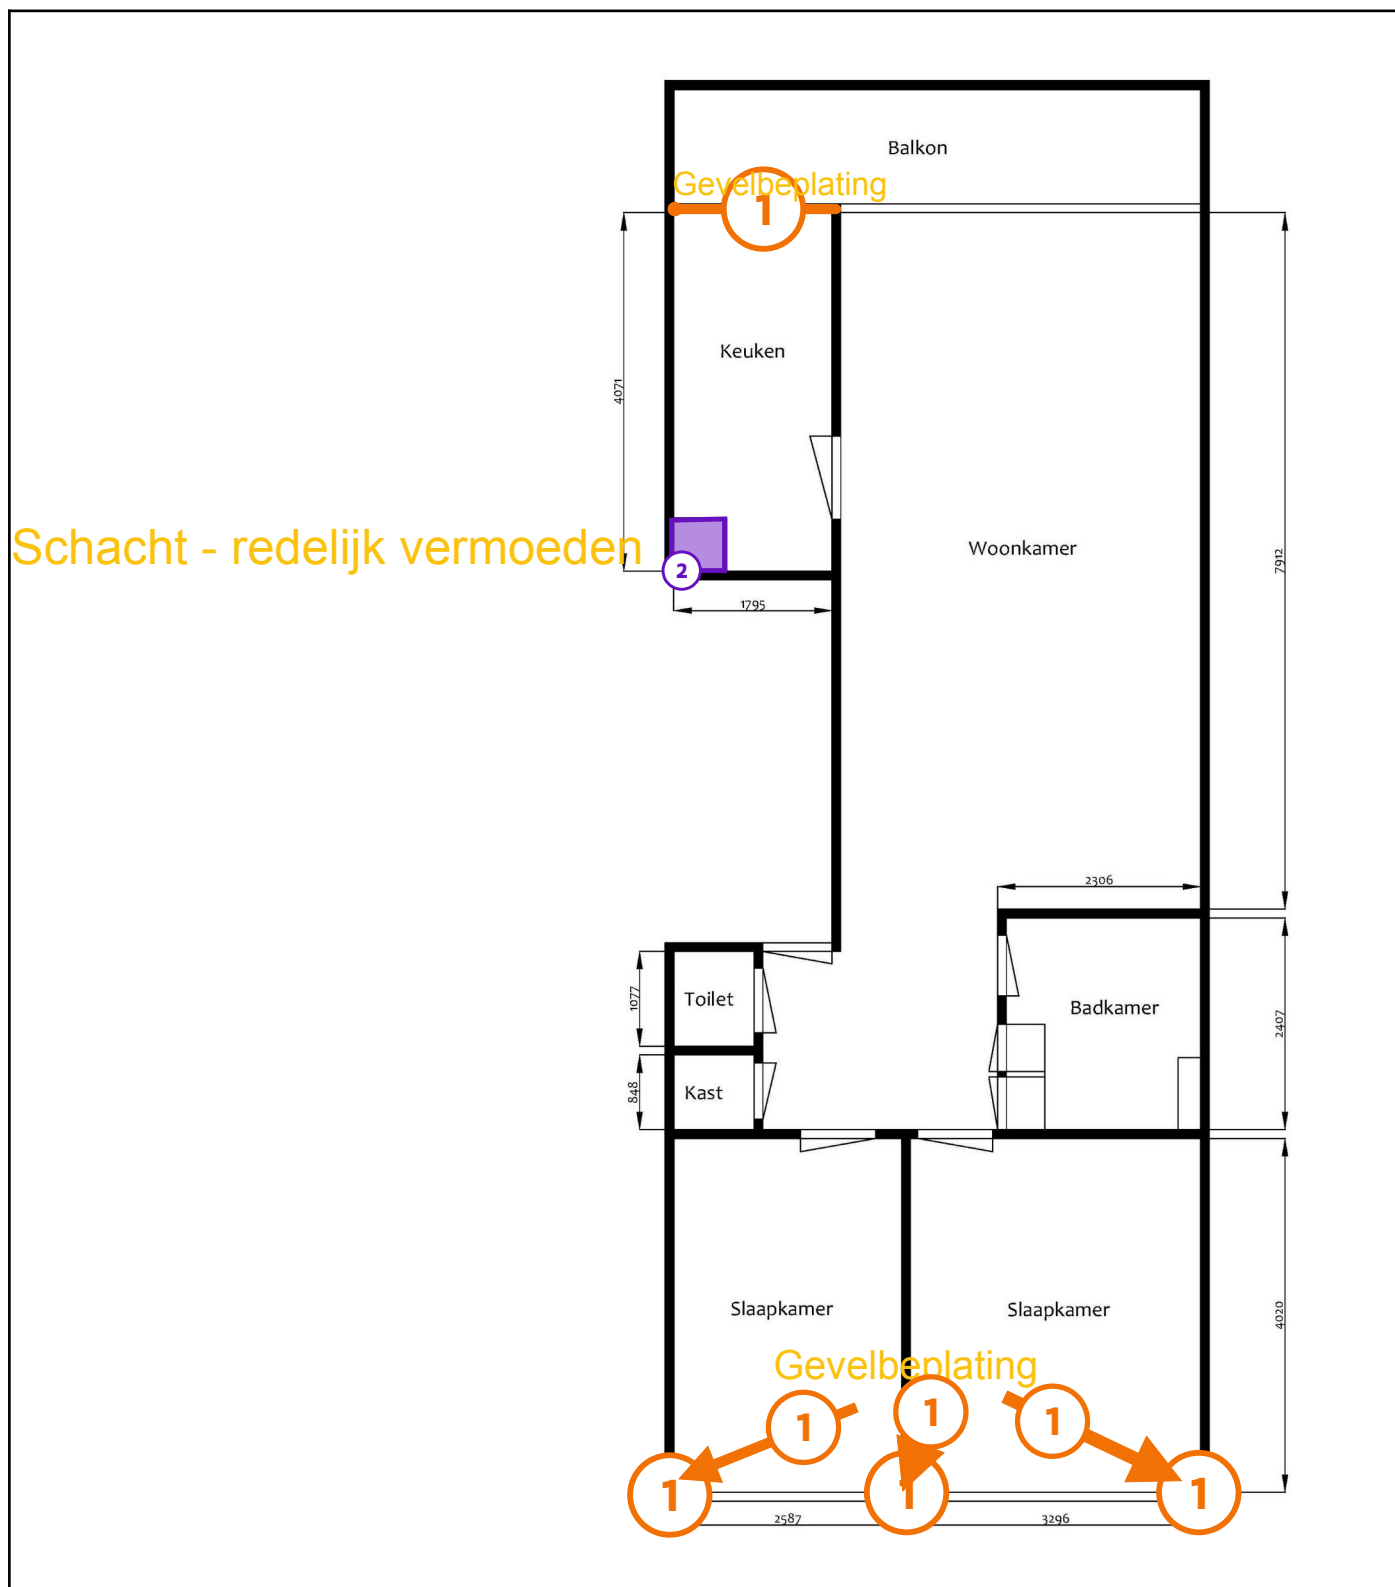 Balkon
Gevelbeplating
1
Keuken
4071
7912
Schacht - redelijk vermoeden
2
Woonkamer
1795
2306
Toilet
1077
Badkamer
2407
Kast
848
Slaapkamer
Slaapkamer
4020
Gevelbeplating
1
1
1
1
1
1
2587
3296